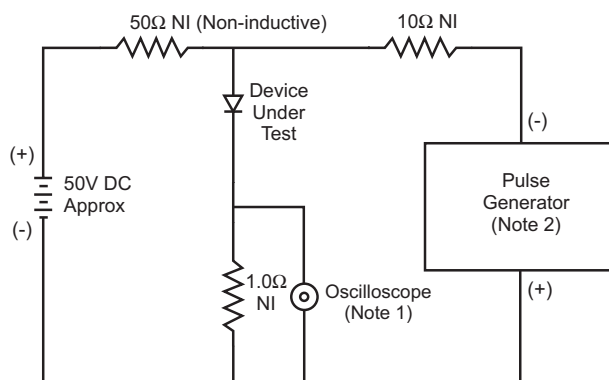 50Ω NI (Non-inductive)
10Ω NI
Device
Under
Test
(-)
(+)
50V DC
Approx
(-)
Pulse
Generator
(Note 2)
1.0Ω
NI
Oscilloscope
(Note 1)
(+)